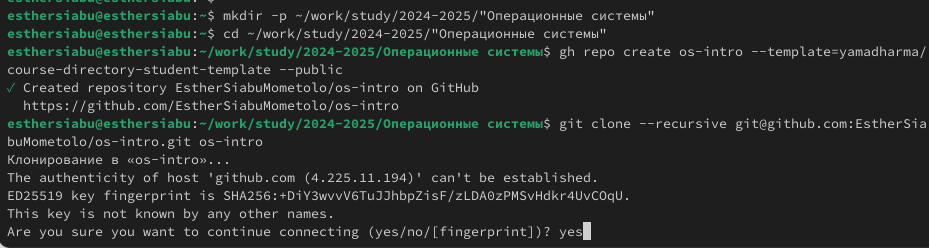 esthersiabu@esthersiabu:~$ mkdir -p ~/work/study/2024-2025/"Операционные системы"
esthersiabu@esthersiabu:~$ cd ~/work/study/2024-2025/"Операционные системы"
esthersiabu@esthersiabu:~/work/study/2024-2025/Операционные системы$ gh repo create os-intro --template=yamadharma/
course-directory-student-template --public
✓ Created repository EstherSiabuMometolo/os-intro on GitHub
  https://github.com/EstherSiabuMometolo/os-intro
esthersiabu@esthersiabu:~/work/study/2024-2025/Операционные системы$ git clone --recursive git@github.com:EstherSia
buMometolo/os-intro.git os-intro
Клонирование в «os-intro»...
The authenticity of host 'github.com (4.225.11.194)' can't be established.
ED25519 key fingerprint is SHA256:+DiY3wvvV6TuJJhbpZisF/zLDA0zPMSvHdkr4UvCOqU.
This key is not known by any other names.
Are you sure you want to continue connecting (yes/no/[fingerprint])? yes